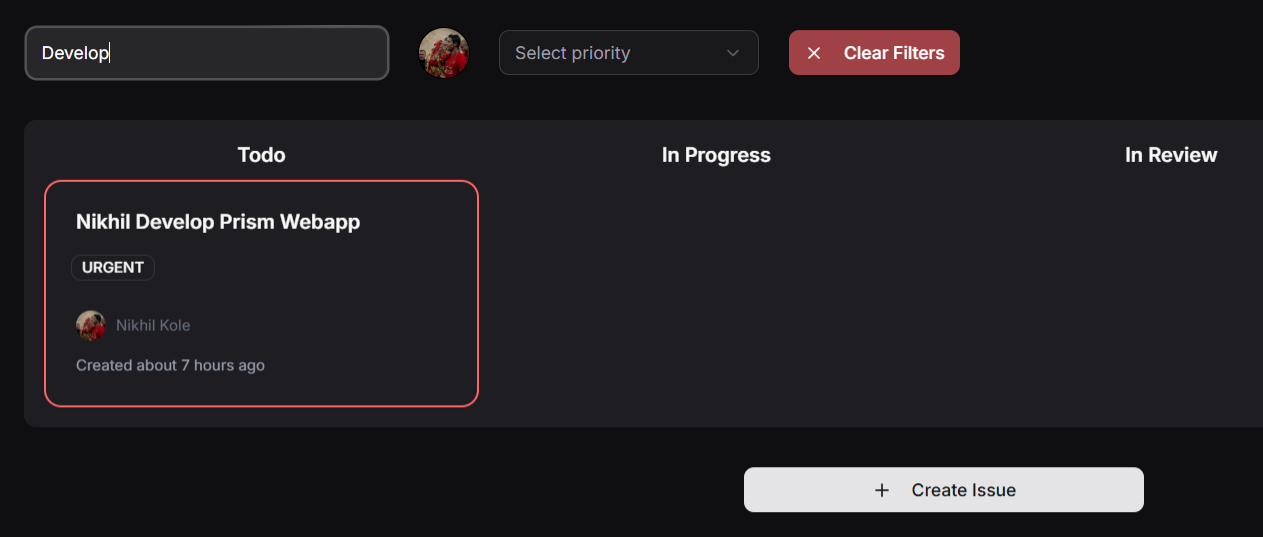 Develop
Select priority
Clear Filters
Todo
In Progress
In Review
Nikhil Develop Prism Webapp
URGENT
Nikhil Kole
Created about 7 hours ago
Create Issue